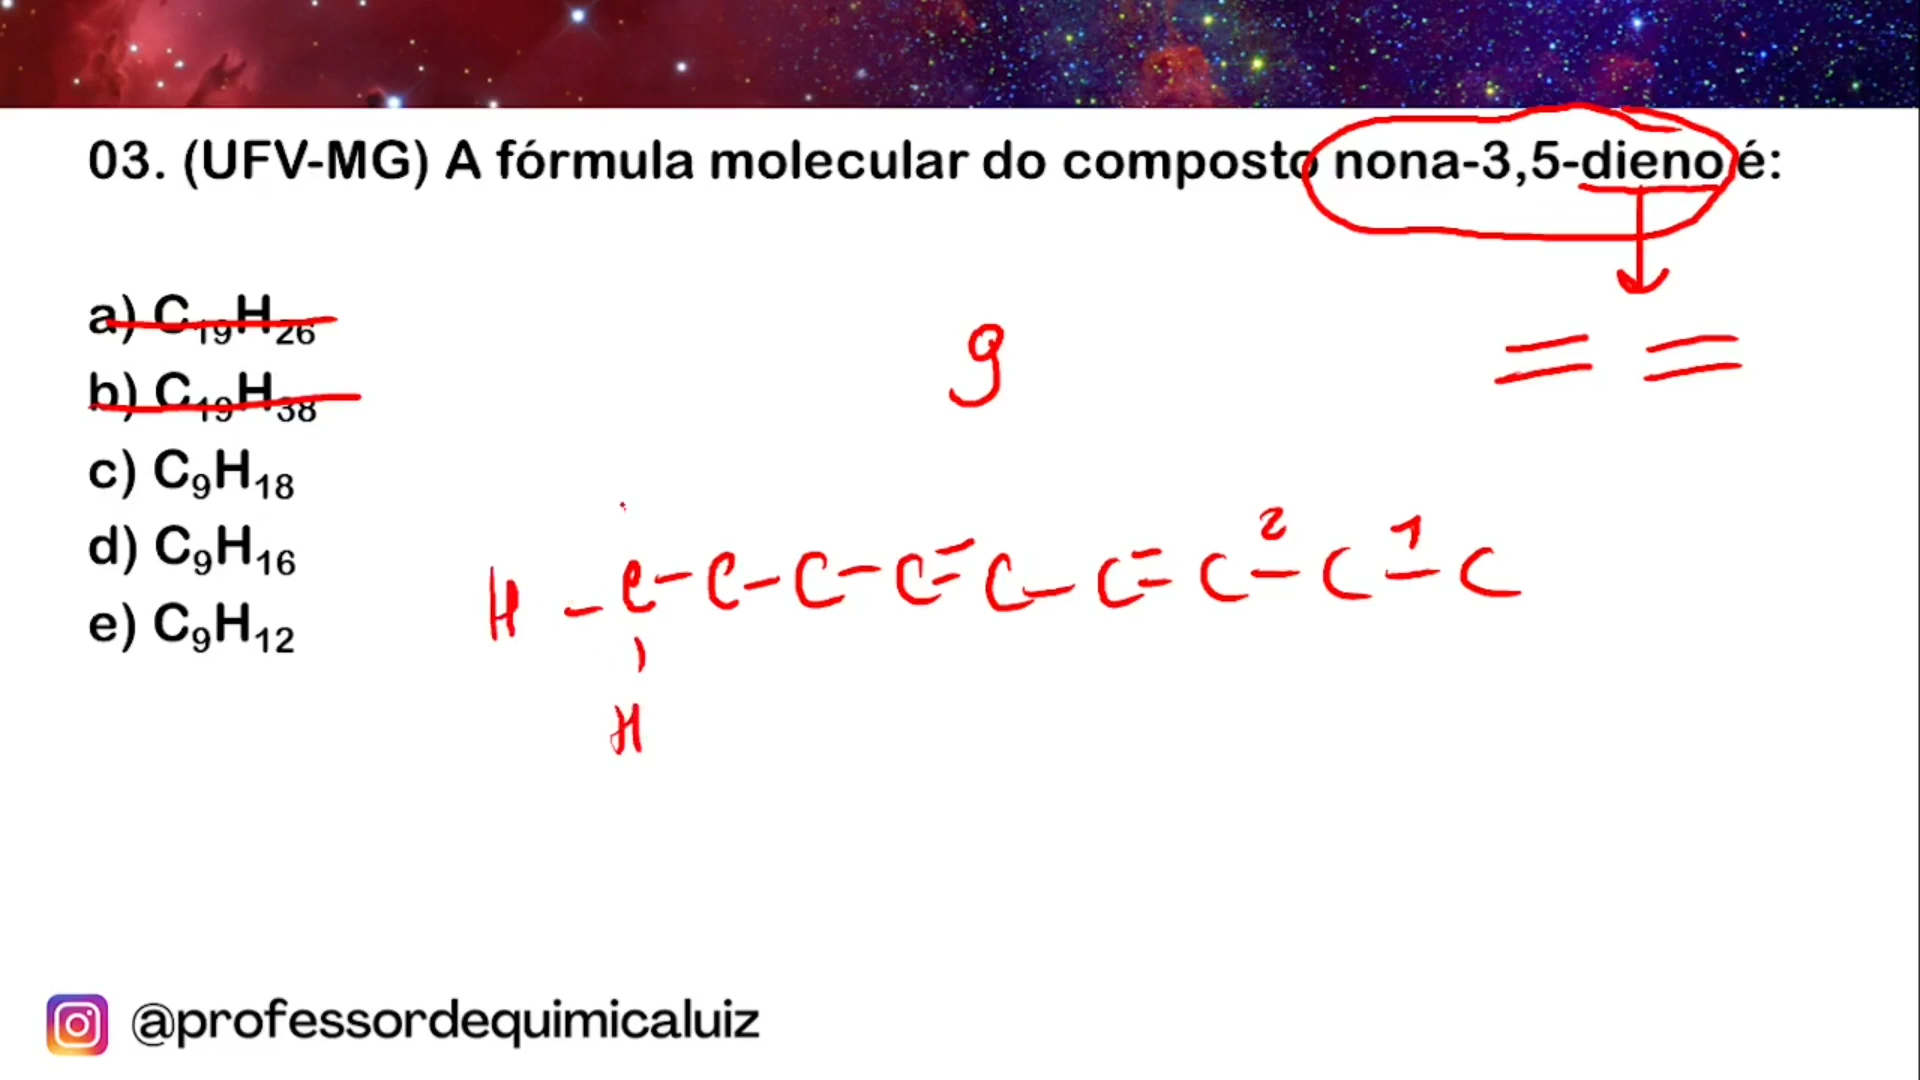 03. (UFV-MG) A fórmula molecular do composto nona-3,5-dieno é:
a) C₁₉H₂₆
b) C₁₉H₃₈
c) C₉H₁₈
d) C₉H₁₆
e) C₉H₁₂
9
2 1
H - C - C - C - C = C - C = C - C - C
H
@professordequimicaluiz